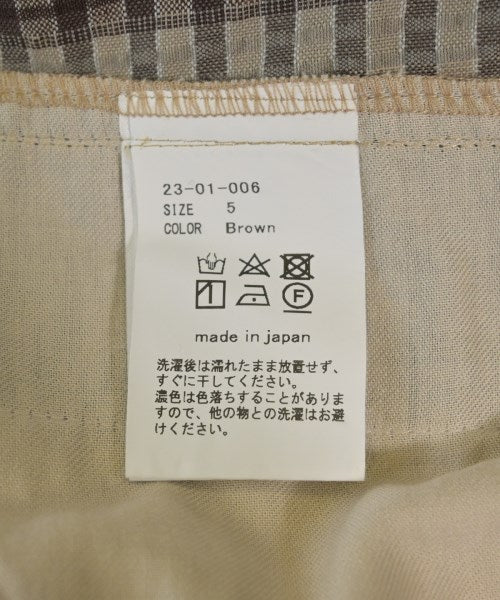 23-01-006
SIZE 5
COLOR Brown
F
made in japan
洗濯後は濡れたまま放置せず、
すぐに干してください。
濃色は色落ちすることがあり
ますので、他の物との洗濯はお避
けください。